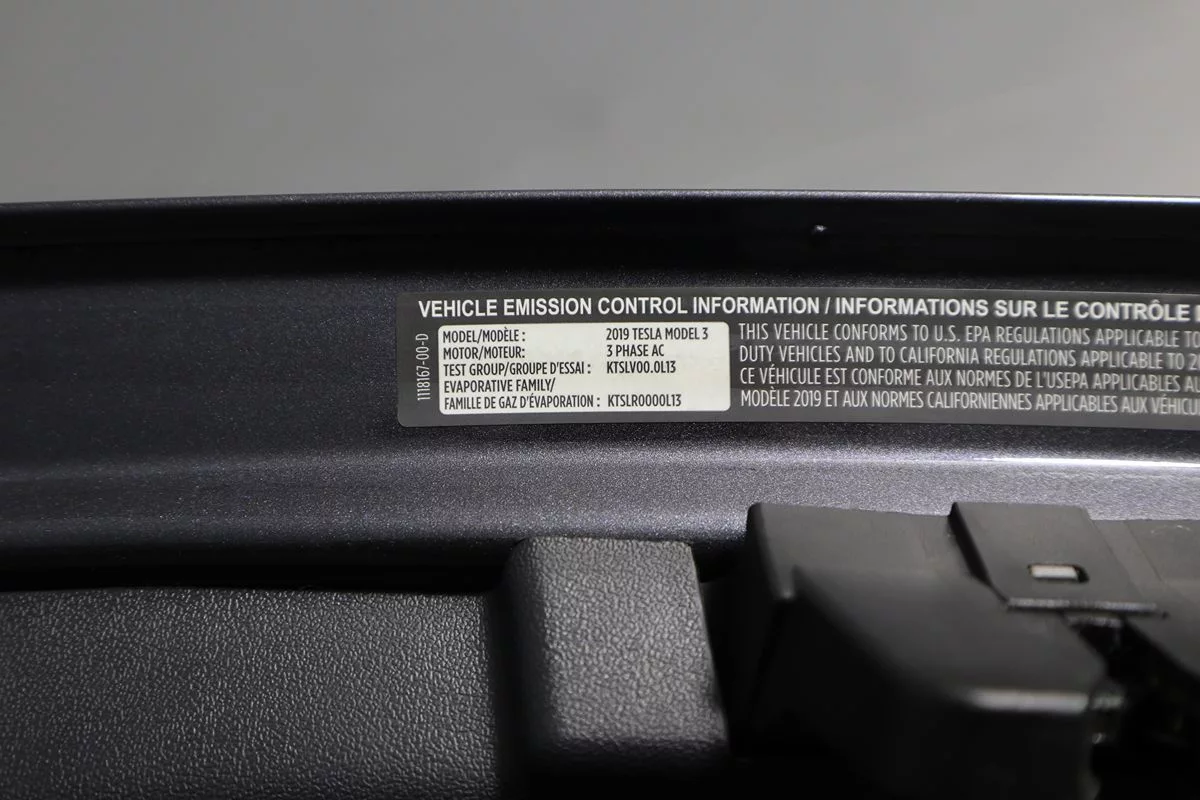 VEHICLE EMISSION CONTROL INFORMATION / INFORMATIONS SUR LE CONTRÔLE
1118167-00-D
MODEL/MODÈLE : 2019 TESLA MODEL 3
MOTOR/MOTEUR: 3 PHASE AC
TEST GROUP/GROUPE D'ESSAI : KTSLV00.0L13
EVAPORATIVE FAMILY/
FAMILLE DE GAZ D'ÉVAPORATION : KTSLR0000L13
THIS VEHICLE CONFORMS TO U.S. EPA REGULATIONS APPLICABLE TO
DUTY VEHICLES AND TO CALIFORNIA REGULATIONS APPLICABLE TO
CE VÉHICULE EST CONFORME AUX NORMES DE L'USEPA APPLICABLES
MODÈLE 2019 ET AUX NORMES CALIFORNIENNES APPLICABLES AUX